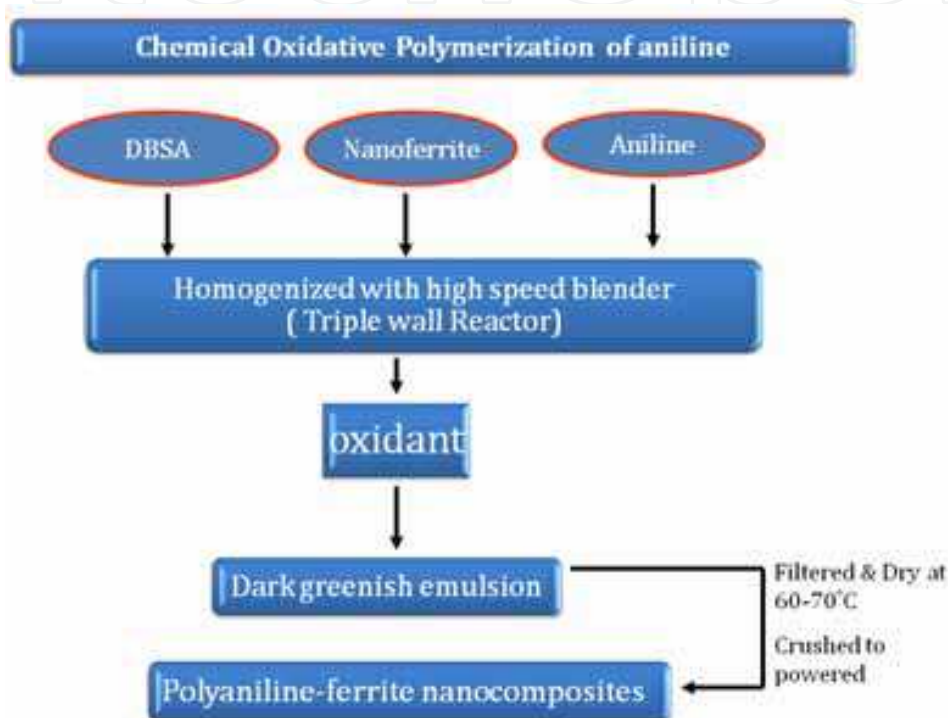 Chemical Oxidative Polymerization of aniline
DBSA
Nanoferrite
Aniline
Homogenized with high speed blender
( Triple wall Reactor)
oxidant
Dark greenish emulsion
Filtered & Dry at
60-70°C
Crushed to
powered
Polyaniline-ferrite nanocomposites